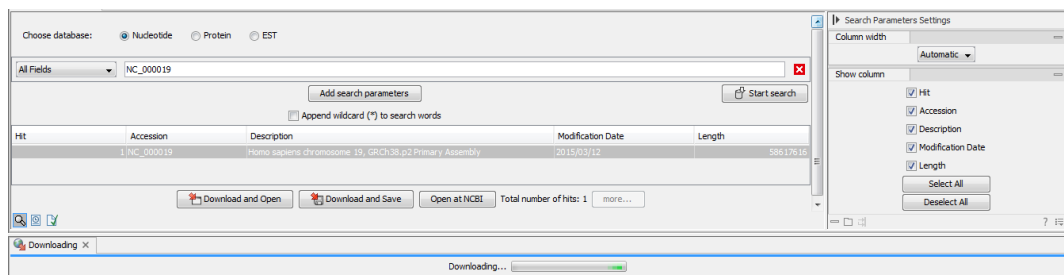 Choose database: Nucleotide Protein EST
All Fields NC_000019
Add search parameters Start search
Append wildcard (*) to search words
Hit Accession Description Modification Date Length
1 NC_000019 Homo sapiens chromosome 19, GRCh38.p2 Primary Assembly 2015/03/12 58617616
Download and Open Download and Save Open at NCBI Total number of hits: 1 more...
Search Parameters Settings
Column width
Automatic
Show column
Hit
Accession
Description
Modification Date
Length
Select All
Deselect All
?
Downloading
Downloading...